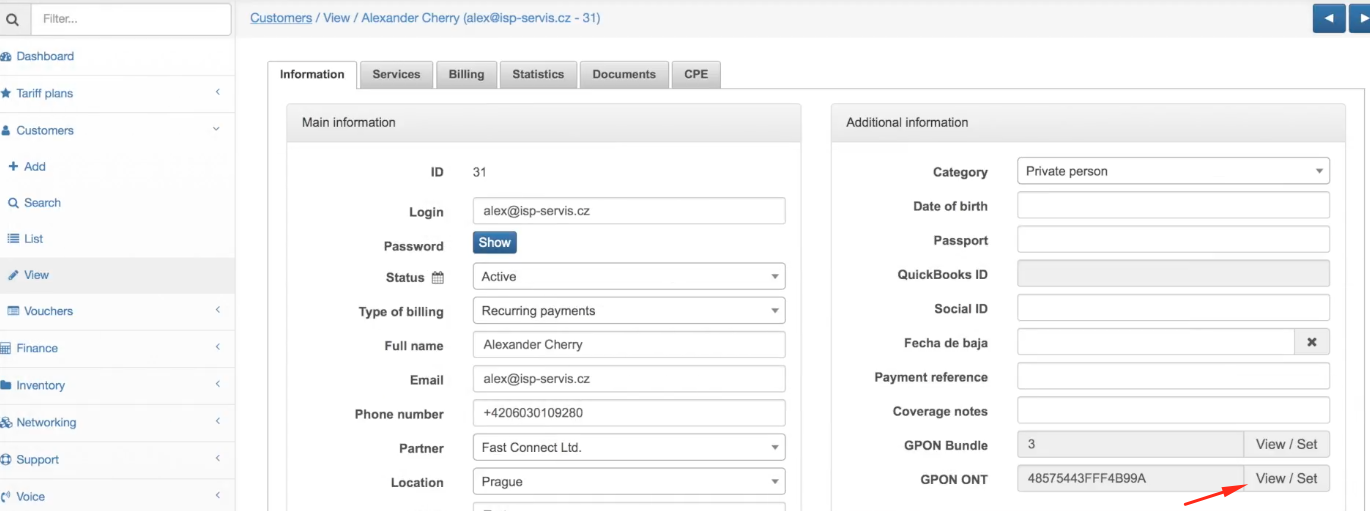 Filter...
Customers / View / Alexander Cherry (alex@isp-servis.cz - 31)
Dashboard
Tariff plans
Customers
Add
Search
List
View
Vouchers
Finance
Inventory
Networking
Support
Voice
Information Services Billing Statistics Documents CPE
Main information
ID 31
Login alex@isp-servis.cz
Password Show
Status Active
Type of billing Recurring payments
Full name Alexander Cherry
Email alex@isp-servis.cz
Phone number +4206030109280
Partner Fast Connect Ltd.
Location Prague
Additional information
Category Private person
Date of birth
Passport
QuickBooks ID
Social ID
Fecha de baja
Payment reference
Coverage notes
GPON Bundle 3 View / Set
GPON ONT 48575443FFF4B99A View / Set